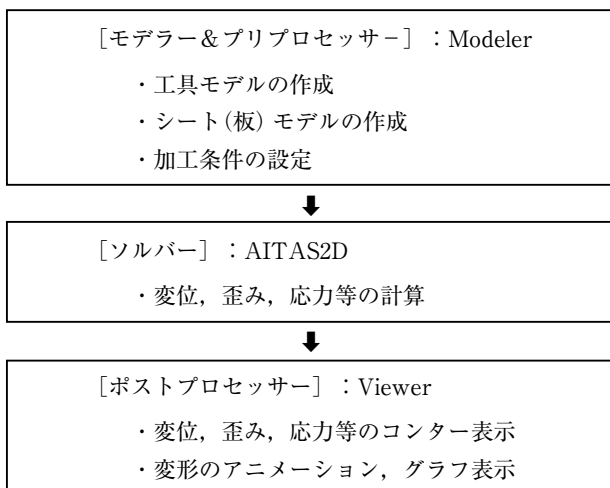 ［モデラー＆プリプロセッサ－］：Modeler
・工具モデルの作成
・シート(板) モデルの作成
・加工条件の設定
［ソルバー］：AITAS2D
・変位，歪み，応力等の計算
［ポストプロセッサー］：Viewer
・変位，歪み，応力等のコンター表示
・変形のアニメーション，グラフ表示